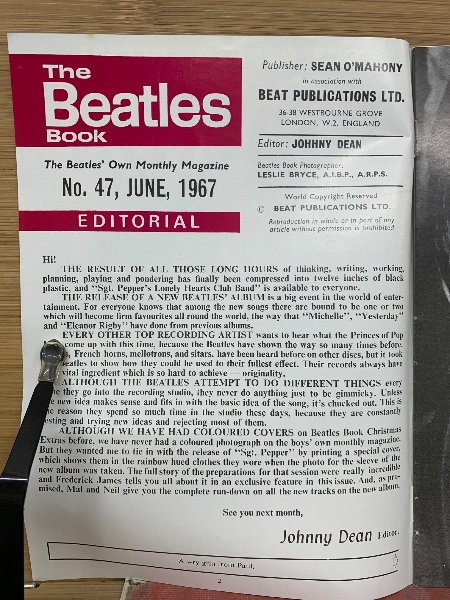 The
Beatles
BOOK
The Beatles' Own Monthly Magazine
No. 47, JUNE, 1967
EDITORIAL
Publisher: SEAN O'MAHONY
in association with
BEAT PUBLICATIONS LTD.
36-38 WESTBOURNE GROVE
LONDON, W.2, ENGLAND
Editor: JOHHNY DEAN
Beatles Book Photographer:
LESLIE BRYCE, A.I.B.P., A.R.P.S.
World Copyright Reserved
© BEAT PUBLICATIONS LTD.
Reproduction in whole or in part of any
article without permission is prohibited
Hi!
THE RESULT OF ALL THOSE LONG HOURS of thinking, writing, working,
planning, playing and pondering has finally been compressed into twelve inches of black
plastic, and "Sgt. Pepper's Lonely Hearts Club Band" is available to everyone.
THE RELEASE OF A NEW BEATLES' ALBUM is a big event in the world of enter-
tainment. For everyone knows that among the new songs there are bound to be one or two
which will become firm favourites all round the world, the way that "Michelle", "Yesterday"
and "Eleanor Rigby" have done from previous albums.
EVERY OTHER TOP RECORDING ARTIST wants to hear what the Princes of Pop
come up with this time, because the Beatles have shown the way so many times before.
French horns, mellotrons, and sitars, have been heard before on other discs, but it took
eatles to show how they could be used to their fullest effect. Their records always have
vital ingredient which is so hard to achieve — originality.
ALTHOUGH THE BEATLES ATTEMPT TO DO DIFFERENT THINGS every
they go into the recording studio, they never do anything just to be gimmicky. Unless
new idea makes sense and fits in with the basic idea of the song, it's chucked out. This is
reason they spend so much time in the studio these days, because they are constantly
esting and trying new ideas and rejecting most of them.
ALTHOUGH WE HAVE HAD COLOURED COVERS on Beatles Book Christmas
Extras before, we have never had a coloured photograph on the boys' own monthly magazine.
But they wanted me to tie in with the release of "Sgt. Pepper" by printing a special cover,
which shows them in the rainbow hued clothes they wore when the photo for the sleeve of the
new album was taken. The full story of the preparations for that session were really incredible
and Frederick James tells you all about it in an exclusive feature in this issue. And, as pro-
mised, Mal and Neil give you the complete run-down on all the new tracks on the new album.
See you next month,
Johnny Dean Editor.
A wry grin from Paul.
2